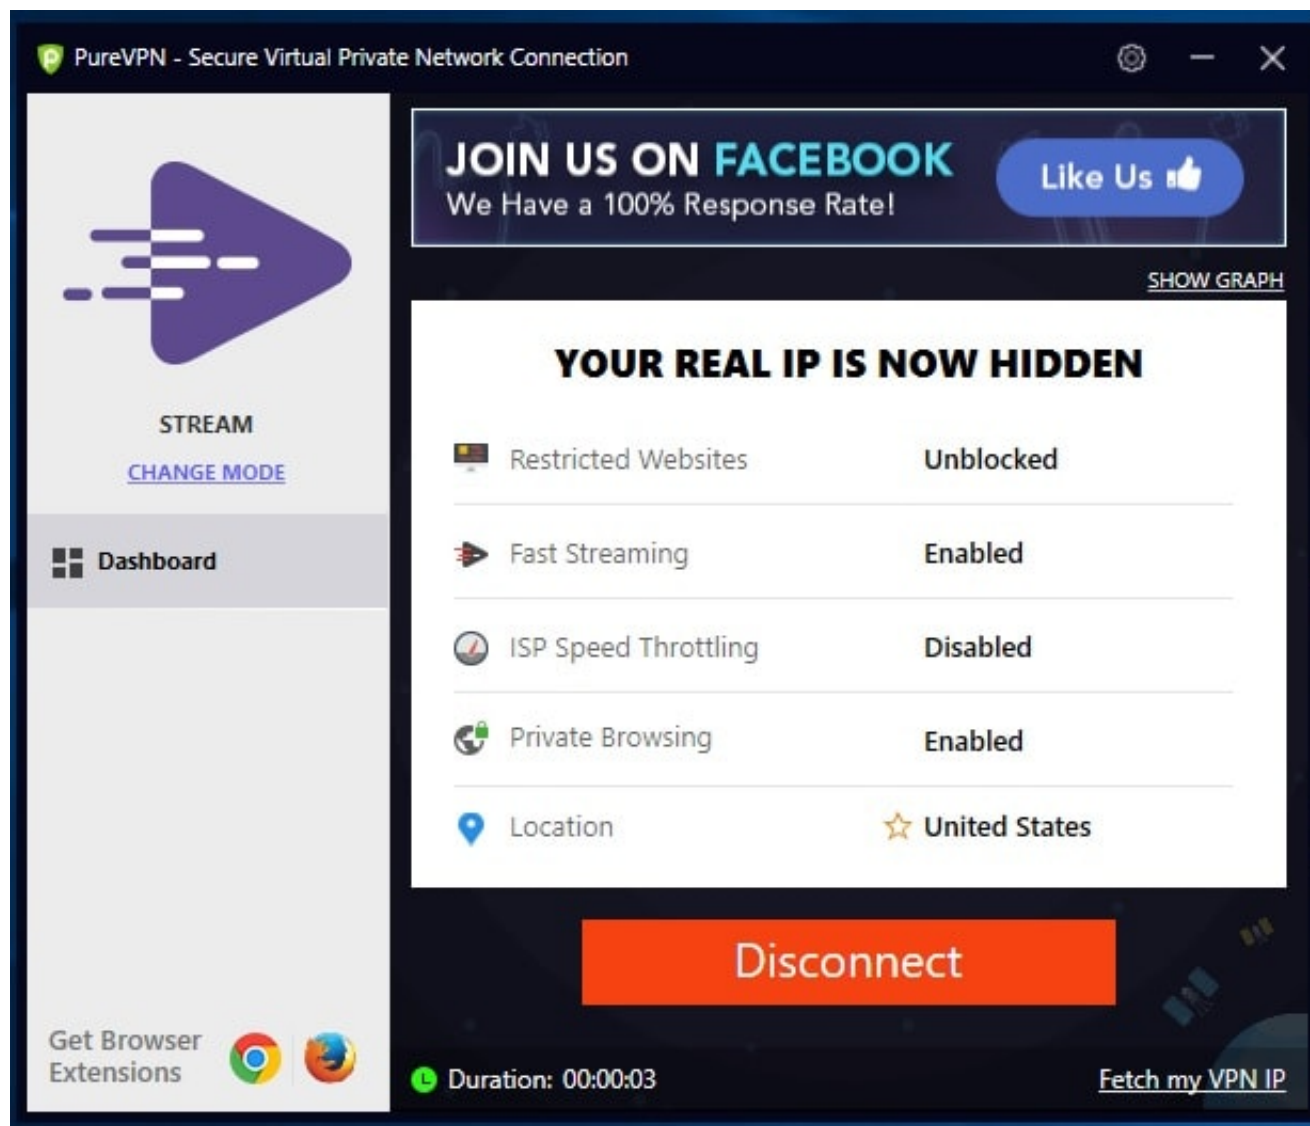 PureVPN - Secure Virtual Private Network Connection
JOIN US ON FACEBOOK
We Have a 100% Response Rate!
Like Us
SHOW GRAPH
STREAM
CHANGE MODE
Dashboard
YOUR REAL IP IS NOW HIDDEN
Restricted Websites Unblocked
Fast Streaming Enabled
ISP Speed Throttling Disabled
Private Browsing Enabled
Location United States
Disconnect
Get Browser
Extensions
Duration: 00:00:03
Fetch my VPN IP